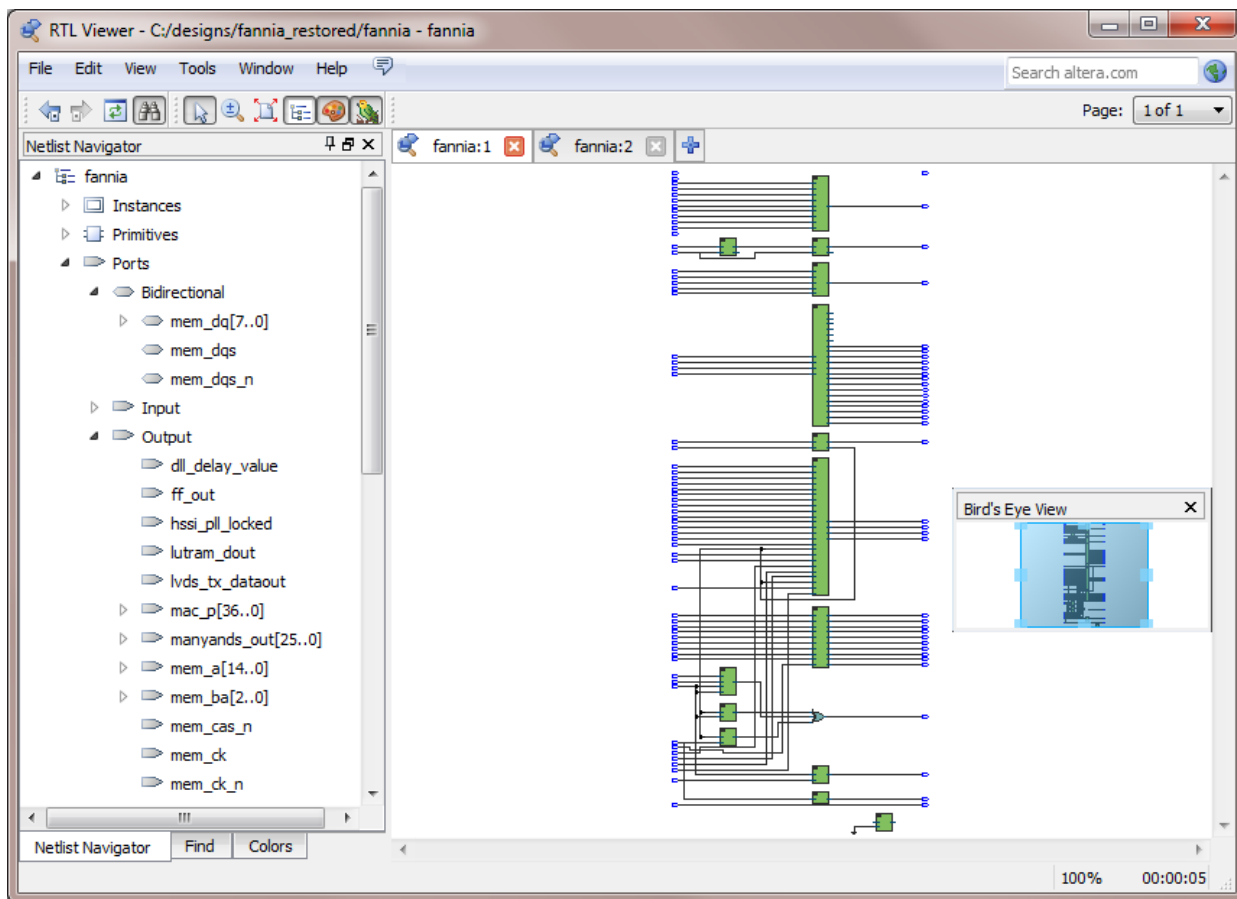 RTL Viewer - C:/designs/fannia_restored/fannia - fannia
File Edit View Tools Window Help
Search altera.com
Page: 1 of 1
Netlist Navigator
fannia:1 fannia:2
fannia
Instances
Primitives
Ports
Bidirectional
mem_dq[7..0]
mem_dqs
mem_dqs_n
Input
Output
dll_delay_value
ff_out
hssi_pll_locked
lutram_dout
lvds_tx_dataout
mac_p[36..0]
manyands_out[25..0]
mem_a[14..0]
mem_ba[2..0]
mem_cas_n
mem_ck
mem_ck_n
Bird's Eye View
Netlist Navigator Find Colors
100% 00:00:05